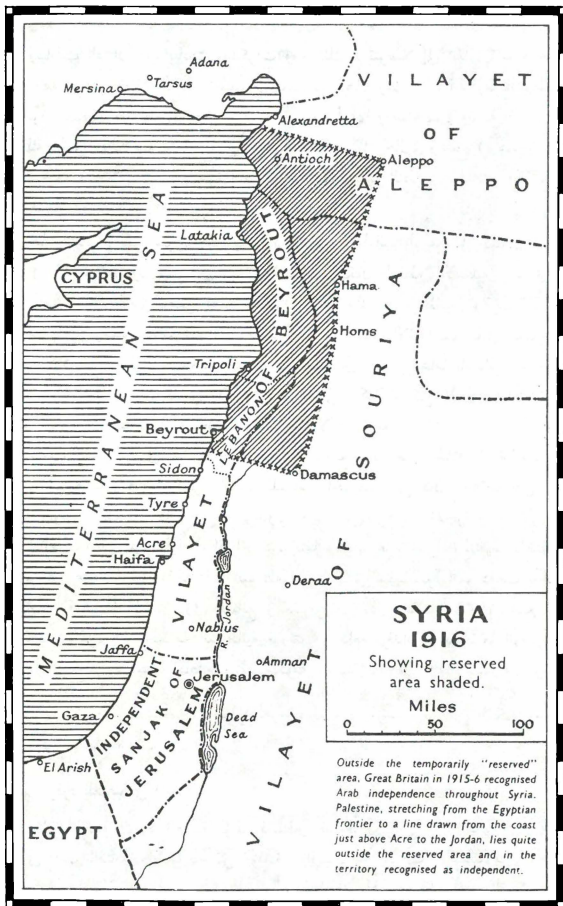 Adana
Tarsus
Mersina
VILAYET
OF
ALEPPO
Alexandretta
Antioch
Aleppo
Latakia
CYPRUS
MEDITERRANEAN SEA
Hama
Homs
Tripoli
VILAYET OF BEYROUT
LEBANON
Beyrout
Sidon
Damascus
Tyre
Acre
Haifa
R. Jordan
Deraa
VILAYET OF SOURIYA
Nablus
Jaffa
Amman
Jerusalem
INDEPENDENT
SANJAK OF
JERUSALEM
Gaza
Dead
Sea
El Arish
EGYPT
SYRIA
1916
Showing reserved
area shaded.
Miles
0 50 100
Outside the temporarily "reserved"
area, Great Britain in 1915-6 recognised
Arab independence throughout Syria.
Palestine, stretching from the Egyptian
frontier to a line drawn from the coast
just above Acre to the Jordan, lies quite
outside the reserved area and in the
territory recognised as independent.